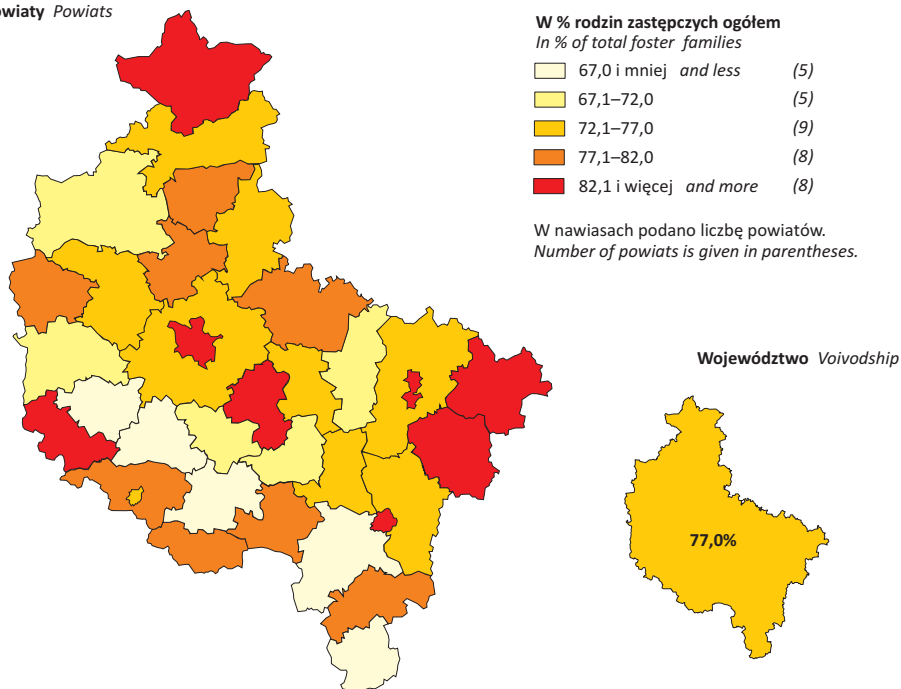 owiaty Powiats
W % rodzin zastępczych ogółem
In % of total foster families
67,0 i mniej and less (5)
67,1–72,0 (5)
72,1–77,0 (9)
77,1–82,0 (8)
82,1 i więcej and more (8)
W nawiasach podano liczbę powiatów.
Number of powiats is given in parentheses.
Województwo Voivodship
77,0%